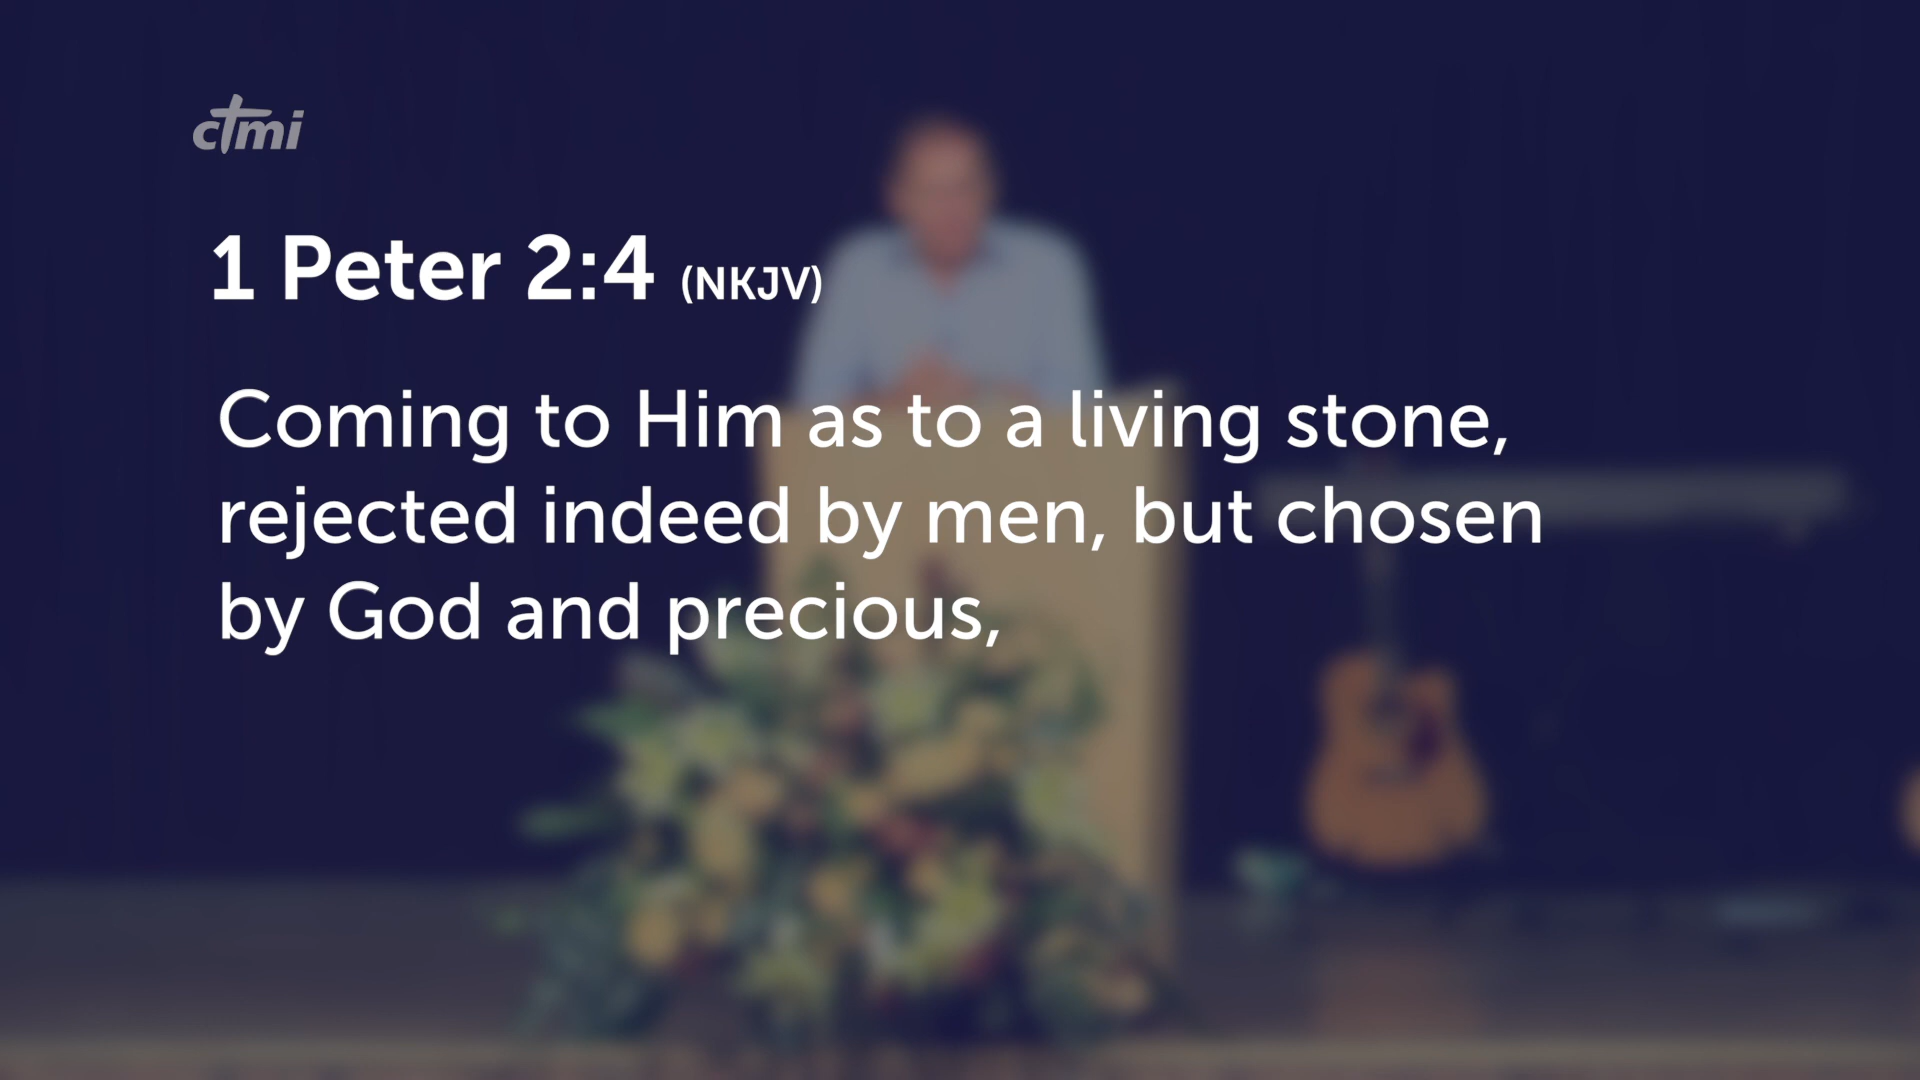 ctmi
1 Peter 2:4 (NKJV)
Coming to Him as to a living stone,
rejected indeed by men, but chosen
by God and precious,